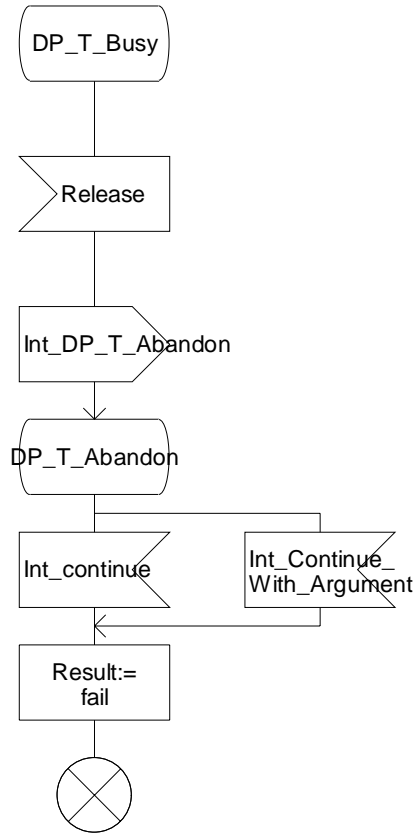 DP_T_Busy
Release
Int_DP_T_Abandon
DP_T_Abandon
Int_continue
Int_Continue_
With_Argument
Result:=
fail